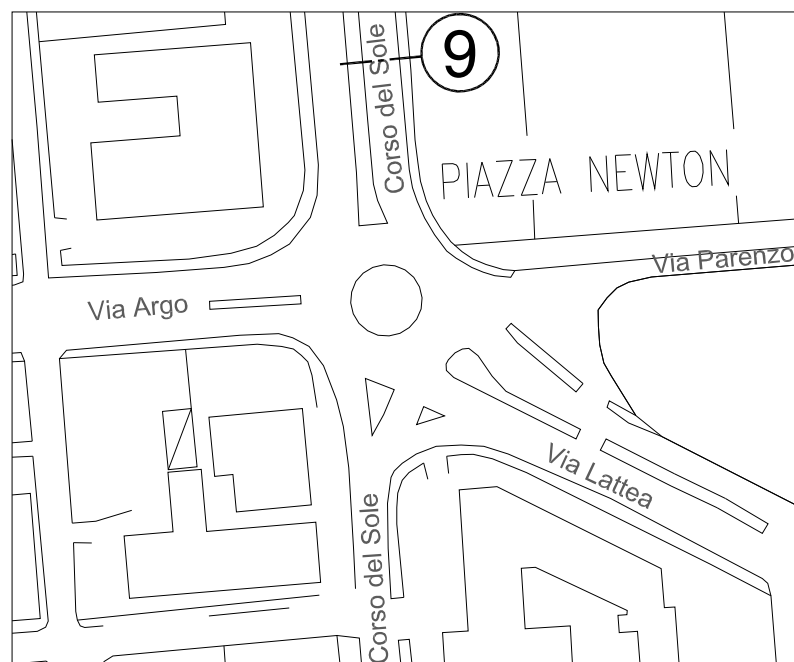 9
Corso del Sole
PIAZZA NEWTON
Via Parenzo
Via Argo
Via Lattea
Corso del Sole